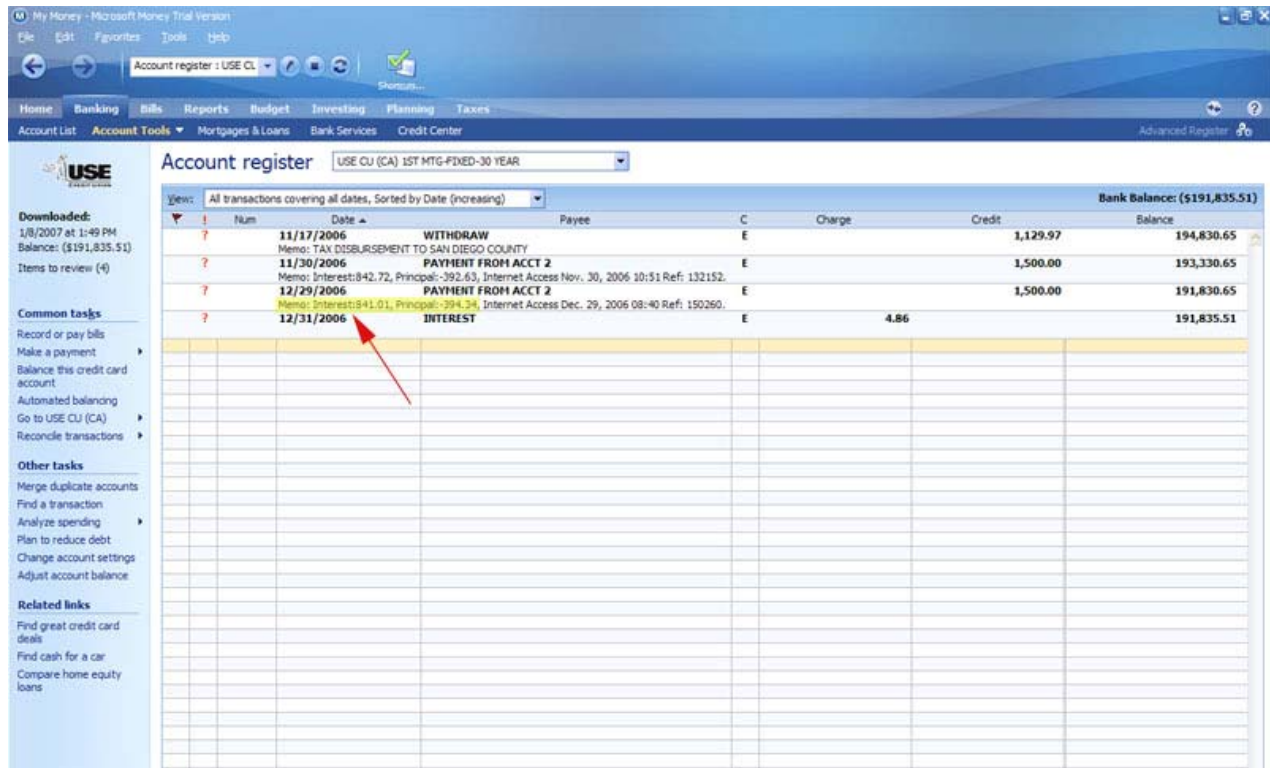 My Money - Microsoft Money Trial Version
File Edit Favorites Tools Help
Account register : USE CL
Shortcuts...
Home Banking Bills Reports Budget Investing Planning Taxes
Account List Account Tools Mortgages & Loans Bank Services Credit Center Advanced Register
USE
CREDIT UNION
Account register USE CU (CA) 1ST MTG-FIXED-30 YEAR
View: All transactions covering all dates, Sorted by Date (increasing) Bank Balance: ($191,835.51)
! Num Date Payee C Charge Credit Balance
? 11/17/2006 WITHDRAW E 1,129.97 194,830.65
Memo: TAX DISBURSEMENT TO SAN DIEGO COUNTY
? 11/30/2006 PAYMENT FROM ACCT 2 E 1,500.00 193,330.65
Memo: Interest:842.72, Principal:-392.63, Internet Access Nov. 30, 2006 10:51 Ref: 132152.
? 12/29/2006 PAYMENT FROM ACCT 2 E 1,500.00 191,830.65
Memo: Interest:841.01, Principal:-394.34, Internet Access Dec. 29, 2006 08:40 Ref: 150260.
? 12/31/2006 INTEREST E 4.86 191,835.51
Downloaded:
1/8/2007 at 1:49 PM
Balance: ($191,835.51)
Items to review (4)
Common tasks
Record or pay bills
Make a payment
Balance this credit card
account
Automated balancing
Go to USE CU (CA)
Reconcile transactions
Other tasks
Merge duplicate accounts
Find a transaction
Analyze spending
Plan to reduce debt
Change account settings
Adjust account balance
Related links
Find great credit card
deals
Find cash for a car
Compare home equity
loans